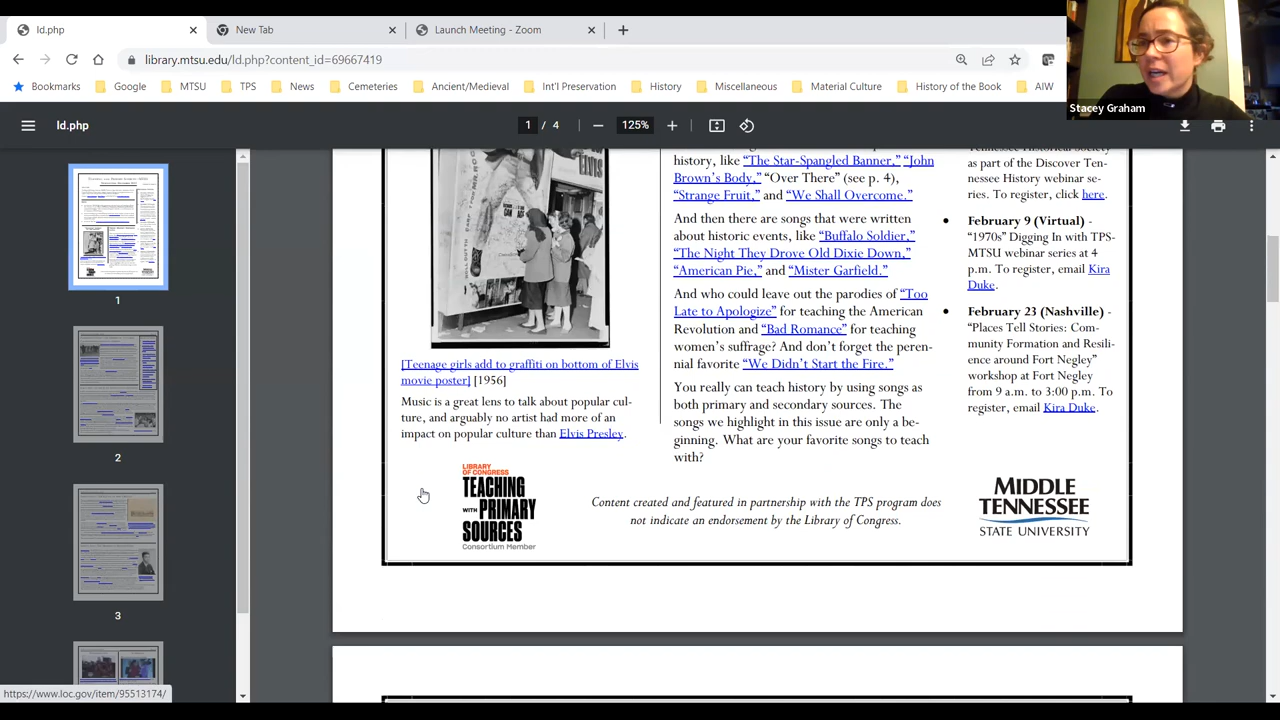 ld.php
New Tab
Launch Meeting - Zoom
library.mtsu.edu/ld.php?content_id=69667419
Bookmarks
Google
MTSU
TPS
News
Cemeteries
Ancient/Medieval
Int'l Preservation
History
Miscellaneous
Material Culture
History of the Book
AIW
Stacey Graham
ld.php
1 / 4
125%
1
2
3
SON ALS
ELVIS
[Teenage girls add to graffiti on bottom of Elvis
movie poster] [1956]
Music is a great lens to talk about popular cul-
ture, and arguably no artist had more of an
impact on popular culture than Elvis Presley.
history, like "The Star-Spangled Banner," "John
Brown's Body," "Over There" (see p. 4),
"Strange Fruit," and "We Shall Overcome."
And then there are songs that were written
about historic events, like "Buffalo Soldier,"
"The Night They Drove Old Dixie Down,"
"American Pie," and "Mister Garfield."
And who could leave out the parodies of "Too
Late to Apologize" for teaching the American
Revolution and "Bad Romance" for teaching
women's suffrage? And don't forget the peren-
nial favorite "We Didn't Start the Fire."
You really can teach history by using songs as
both primary and secondary sources. The
songs we highlight in this issue are only a be-
ginning. What are your favorite songs to teach
with?
Tennessee Historical Society
as part of the Discover Ten-
nessee History webinar se-
ries. To register, click here.
• February 9 (Virtual) -
"1970s" Digging In with TPS-
MTSU webinar series at 4
p.m. To register, email Kira
Duke.
• February 23 (Nashville) -
"Places Tell Stories: Com-
munity Formation and Resili-
ence around Fort Negley"
workshop at Fort Negley
from 9 a.m. to 3:00 p.m. To
register, email Kira Duke.
LIBRARY
OF CONGRESS
TEACHING
WITH PRIMARY
SOURCES
Consortium Member
Content created and featured in partnership with the TPS program does
not indicate an endorsement by the Library of Congress.
MIDDLE
TENNESSEE
STATE UNIVERSITY
https://www.loc.gov/item/95513174/